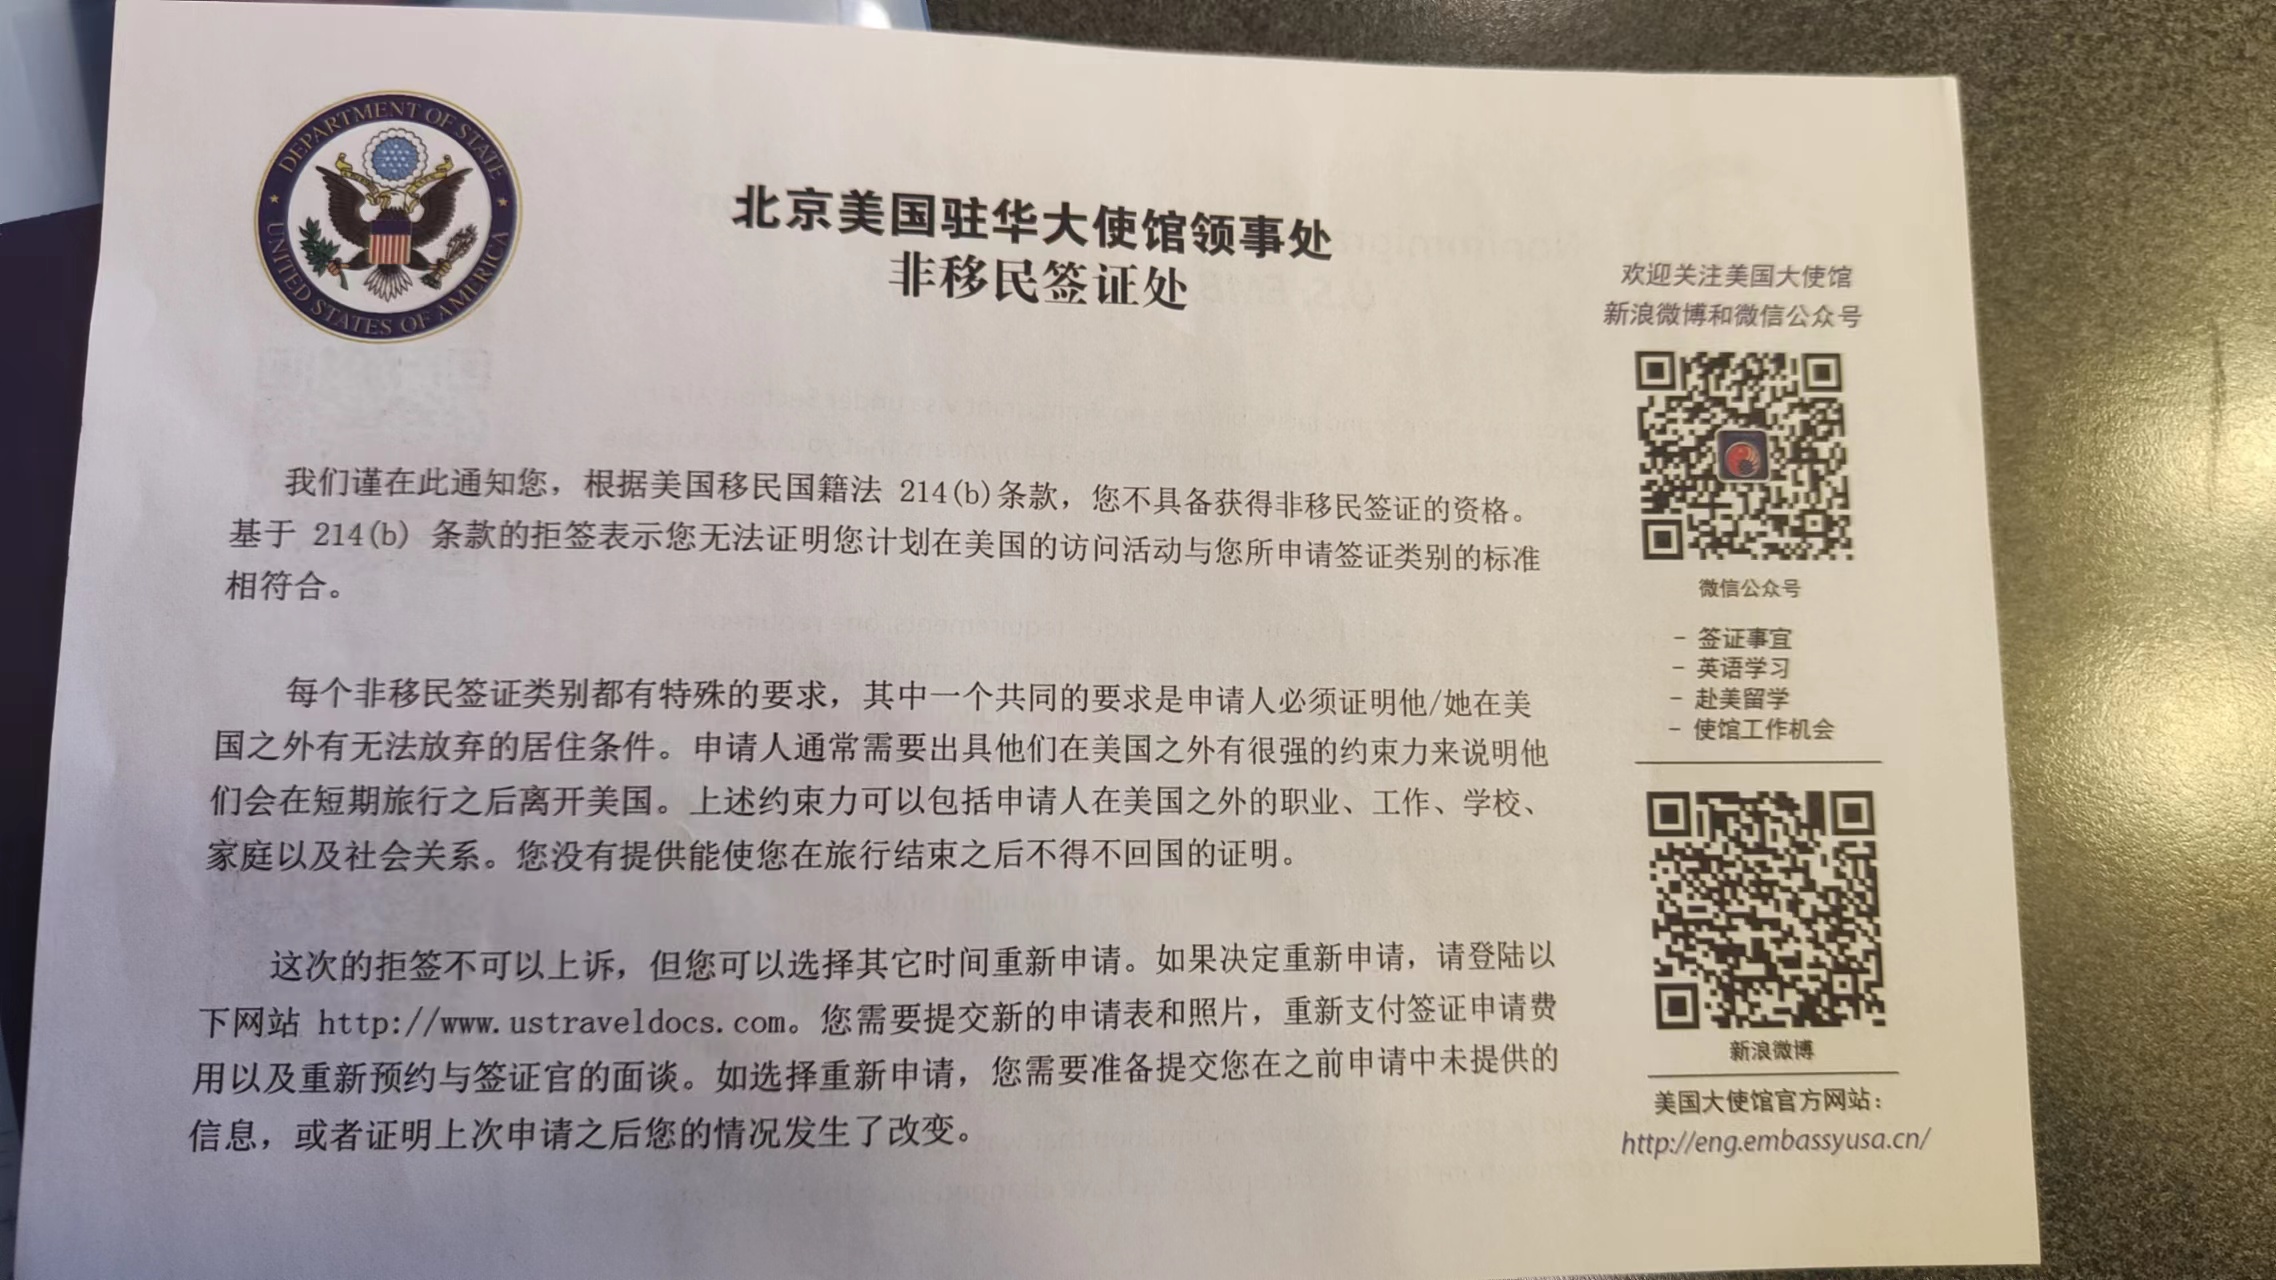 DEPARTMENT OF STATE
UNITED STATES OF AMERICA
北京美国驻华大使馆领事处
非移民签证处
我们谨在此通知您，根据美国移民国籍法 214(b)条款，您不具备获得非移民签证的资格。
基于 214(b) 条款的拒签表示您无法证明您计划在美国的访问活动与您所申请签证类别的标准
相符合。
每个非移民签证类别都有特殊的要求，其中一个共同的要求是申请人必须证明他/她在美
国之外有无法放弃的居住条件。申请人通常需要出具他们在美国之外有很强的约束力来说明他
们会在短期旅行之后离开美国。上述约束力可以包括申请人在美国之外的职业、工作、学校、
家庭以及社会关系。您没有提供能使您在旅行结束之后不得不回国的证明。
这次的拒签不可以上诉，但您可以选择其它时间重新申请。如果决定重新申请，请登陆以
下网站 http://www.ustraveldocs.com。您需要提交新的申请表和照片，重新支付签证申请费
用以及重新预约与签证官的面谈。如选择重新申请，您需要准备提交您在之前申请中未提供的
信息，或者证明上次申请之后您的情况发生了改变。
欢迎关注美国大使馆
新浪微博和微信公众号
微信公众号
- 签证事宜
- 英语学习
- 赴美留学
- 使馆工作机会
新浪微博
美国大使馆官方网站：
http://eng.embassyusa.cn/